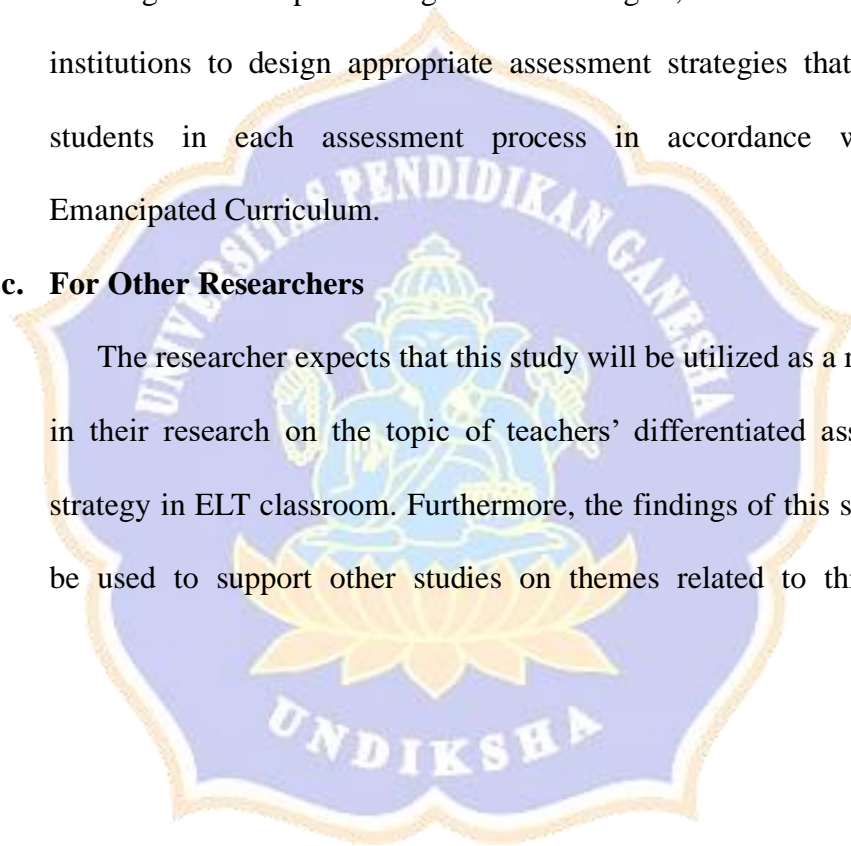 institutions to design appropriate assessment strategies that
students in each assessment process in accordance
Emancipated Curriculum.
c. For Other Researchers
The researcher expects that this study will be utilized as a
in their research on the topic of teachers’ differentiated
strategy in ELT classroom. Furthermore, the findings of this
be used to support other studies on themes related to
UNIVERSITAS PENDIDIKAN GANESHA
UNDIKSHA